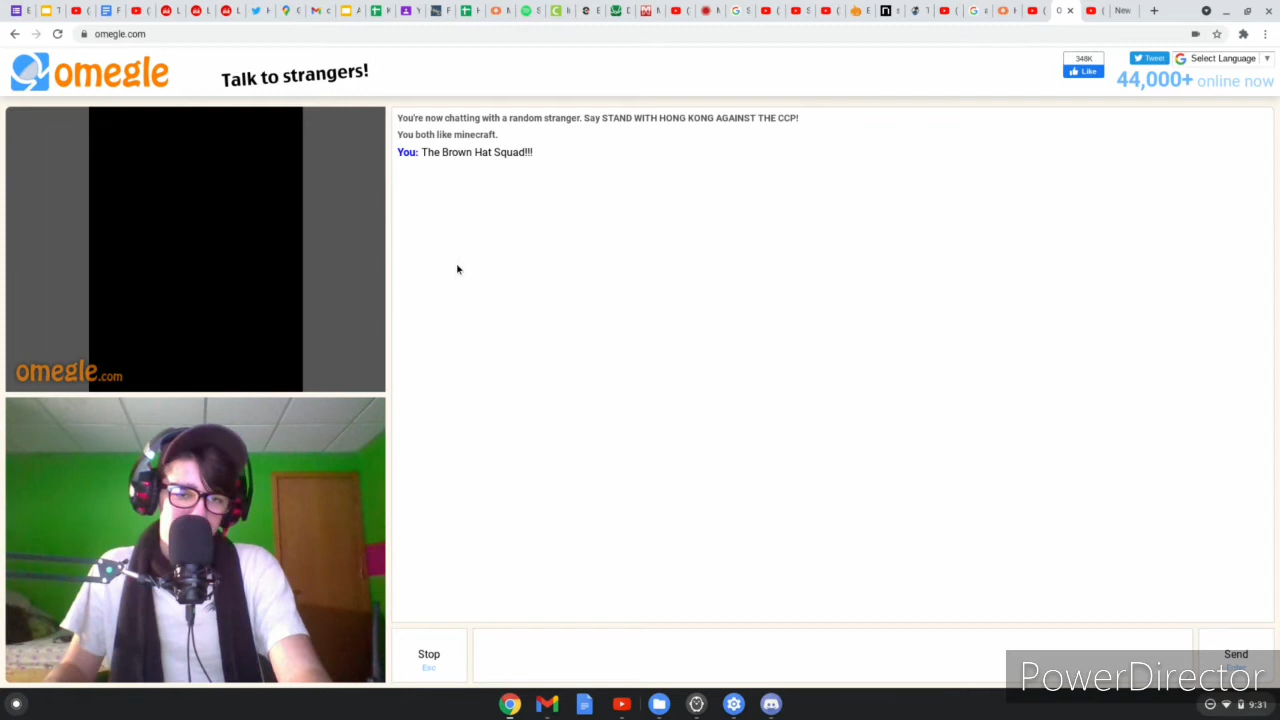 omegle.com
omegle
Talk to strangers!
348K
Like
Tweet
Select Language
44,000+ online now
You're now chatting with a random stranger. Say STAND WITH HONG KONG AGAINST THE CCP!
You both like minecraft.
You: The Brown Hat Squad!!!
omegle.com
Stop
Esc
Send
Enter
PowerDirector
9:31